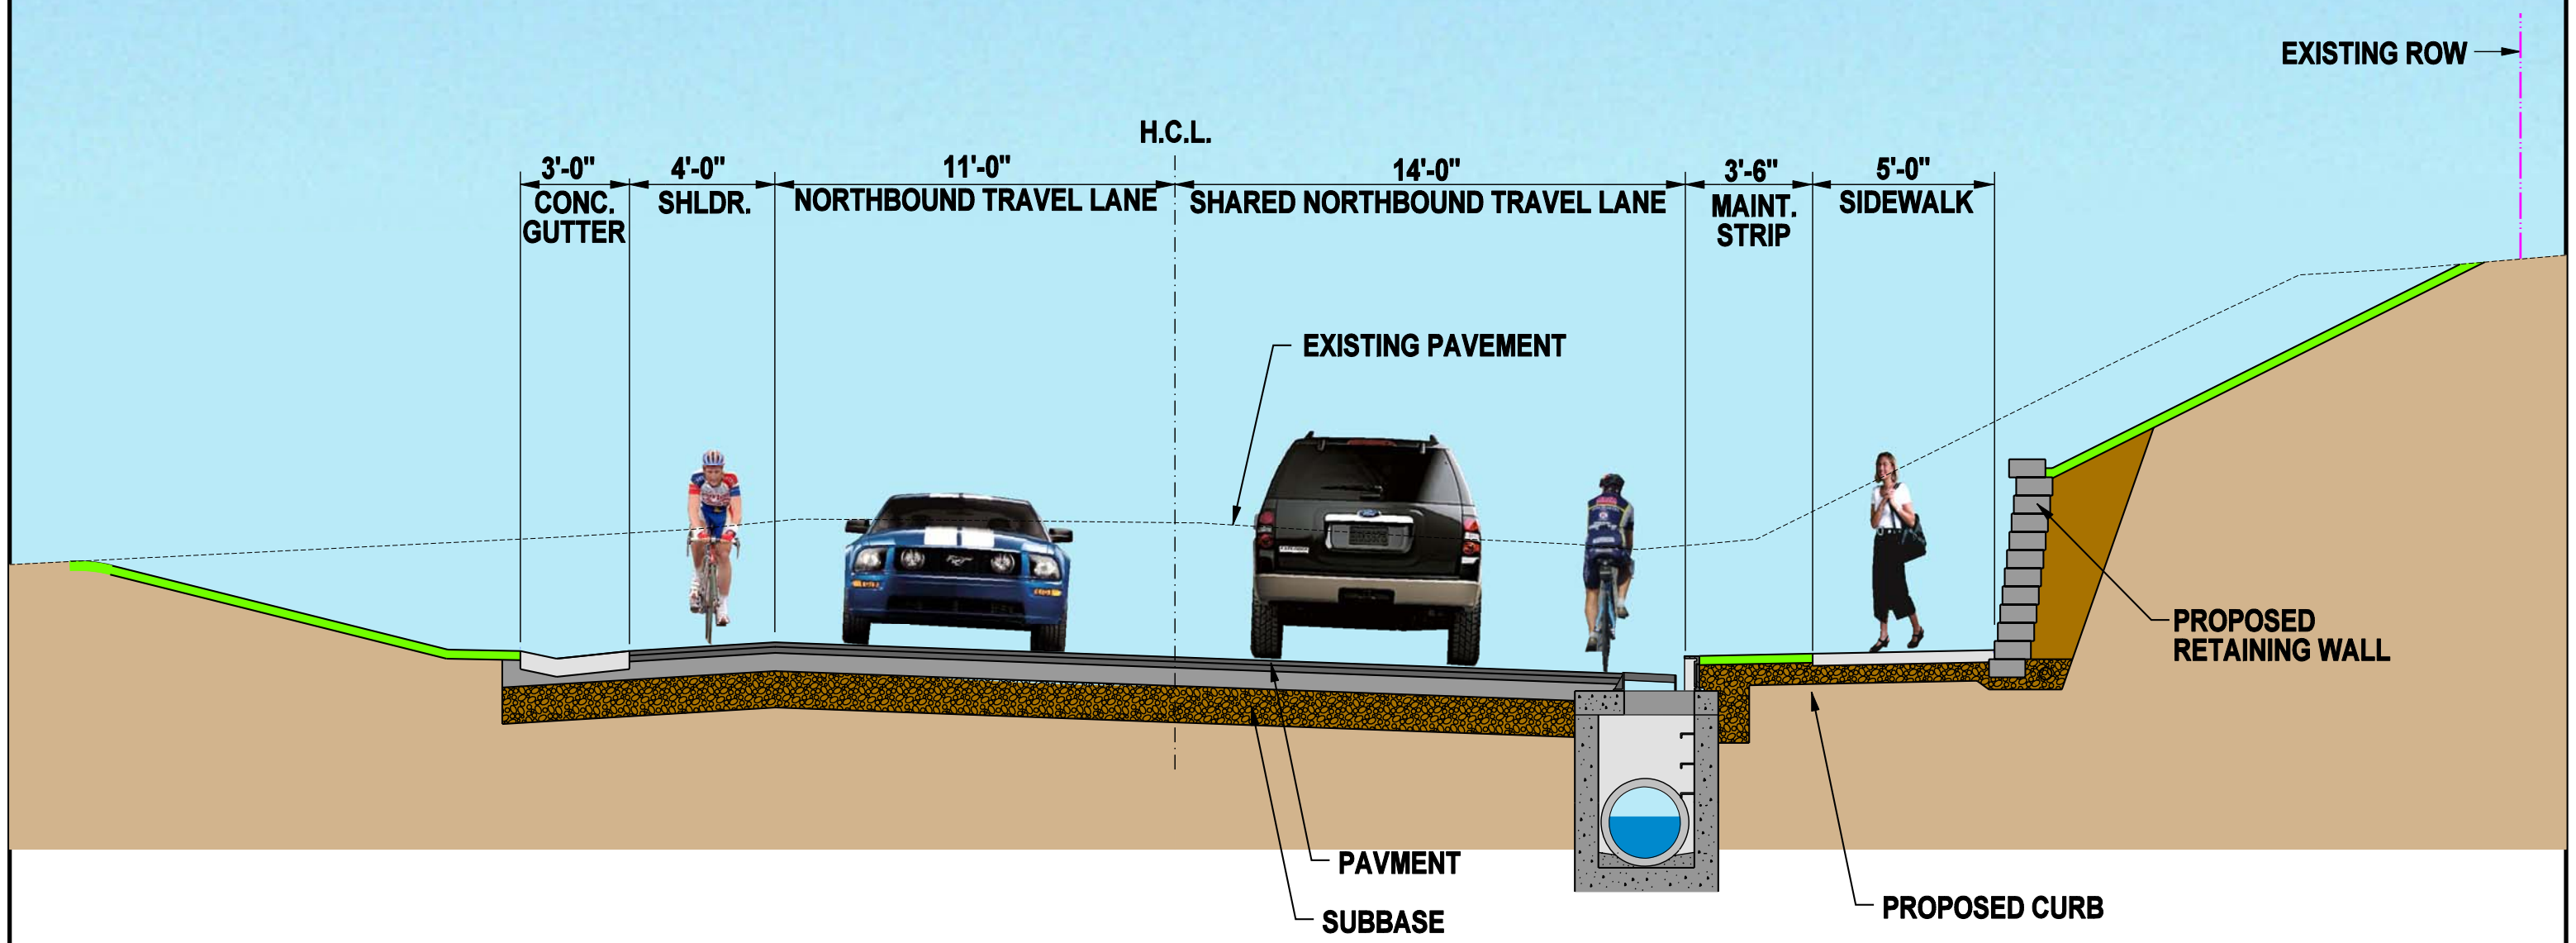 EXISTING ROW
H.C.L.
3'-0"
4'-0"
11'-0"
14'-0"
3'-6"
5'-0"
CONC.
GUTTER
SHLDR.
NORTHBOUND TRAVEL LANE
SHARED NORTHBOUND TRAVEL LANE
MAINT.
STRIP
SIDEWALK
EXISTING PAVEMENT
PROPOSED
RETAINING WALL
PAVMENT
SUBBASE
PROPOSED CURB